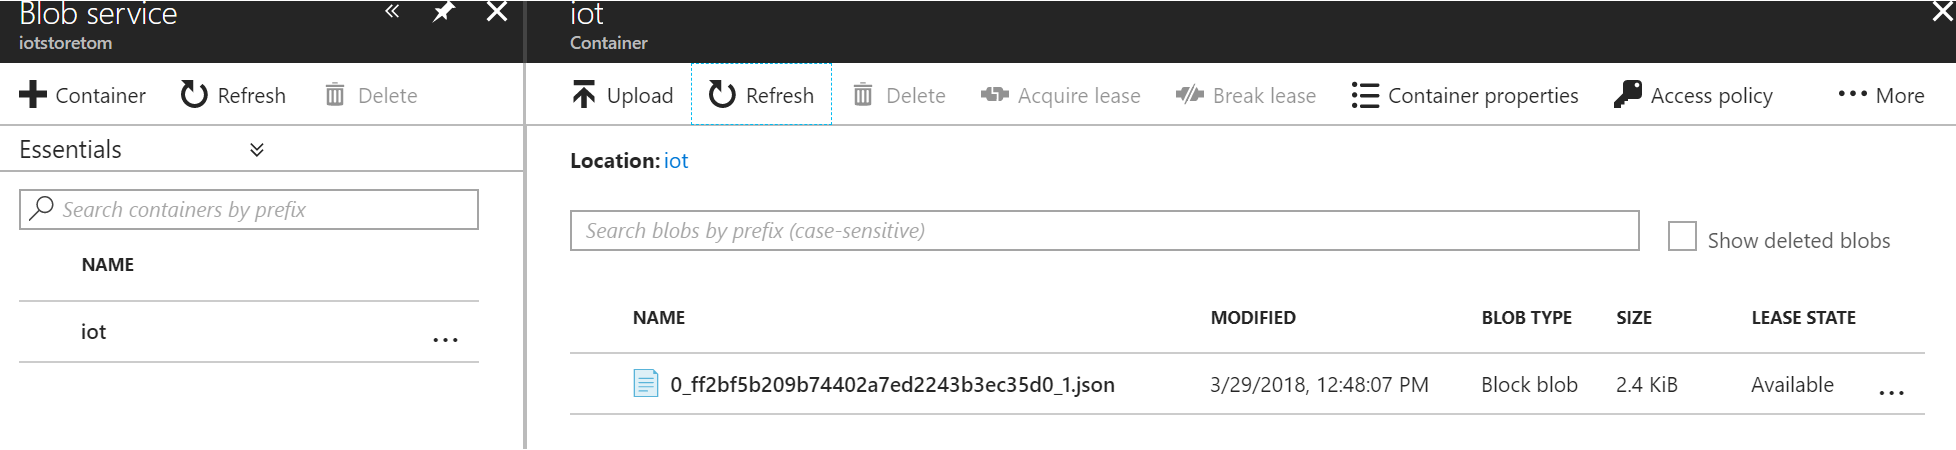 Blob service
iotstoretom
Container
Refresh
Delete
Essentials
Search containers by prefix
NAME
iot
...
iot
Container
Upload
Refresh
Delete
Acquire lease
Break lease
Container properties
Access policy
... More
Location: iot
Search blobs by prefix (case-sensitive)
Show deleted blobs
NAME MODIFIED BLOB TYPE SIZE LEASE STATE
0_ff2bf5b209b74402a7ed2243b3ec35d0_1.json 3/29/2018, 12:48:07 PM Block blob 2.4 KiB Available ...